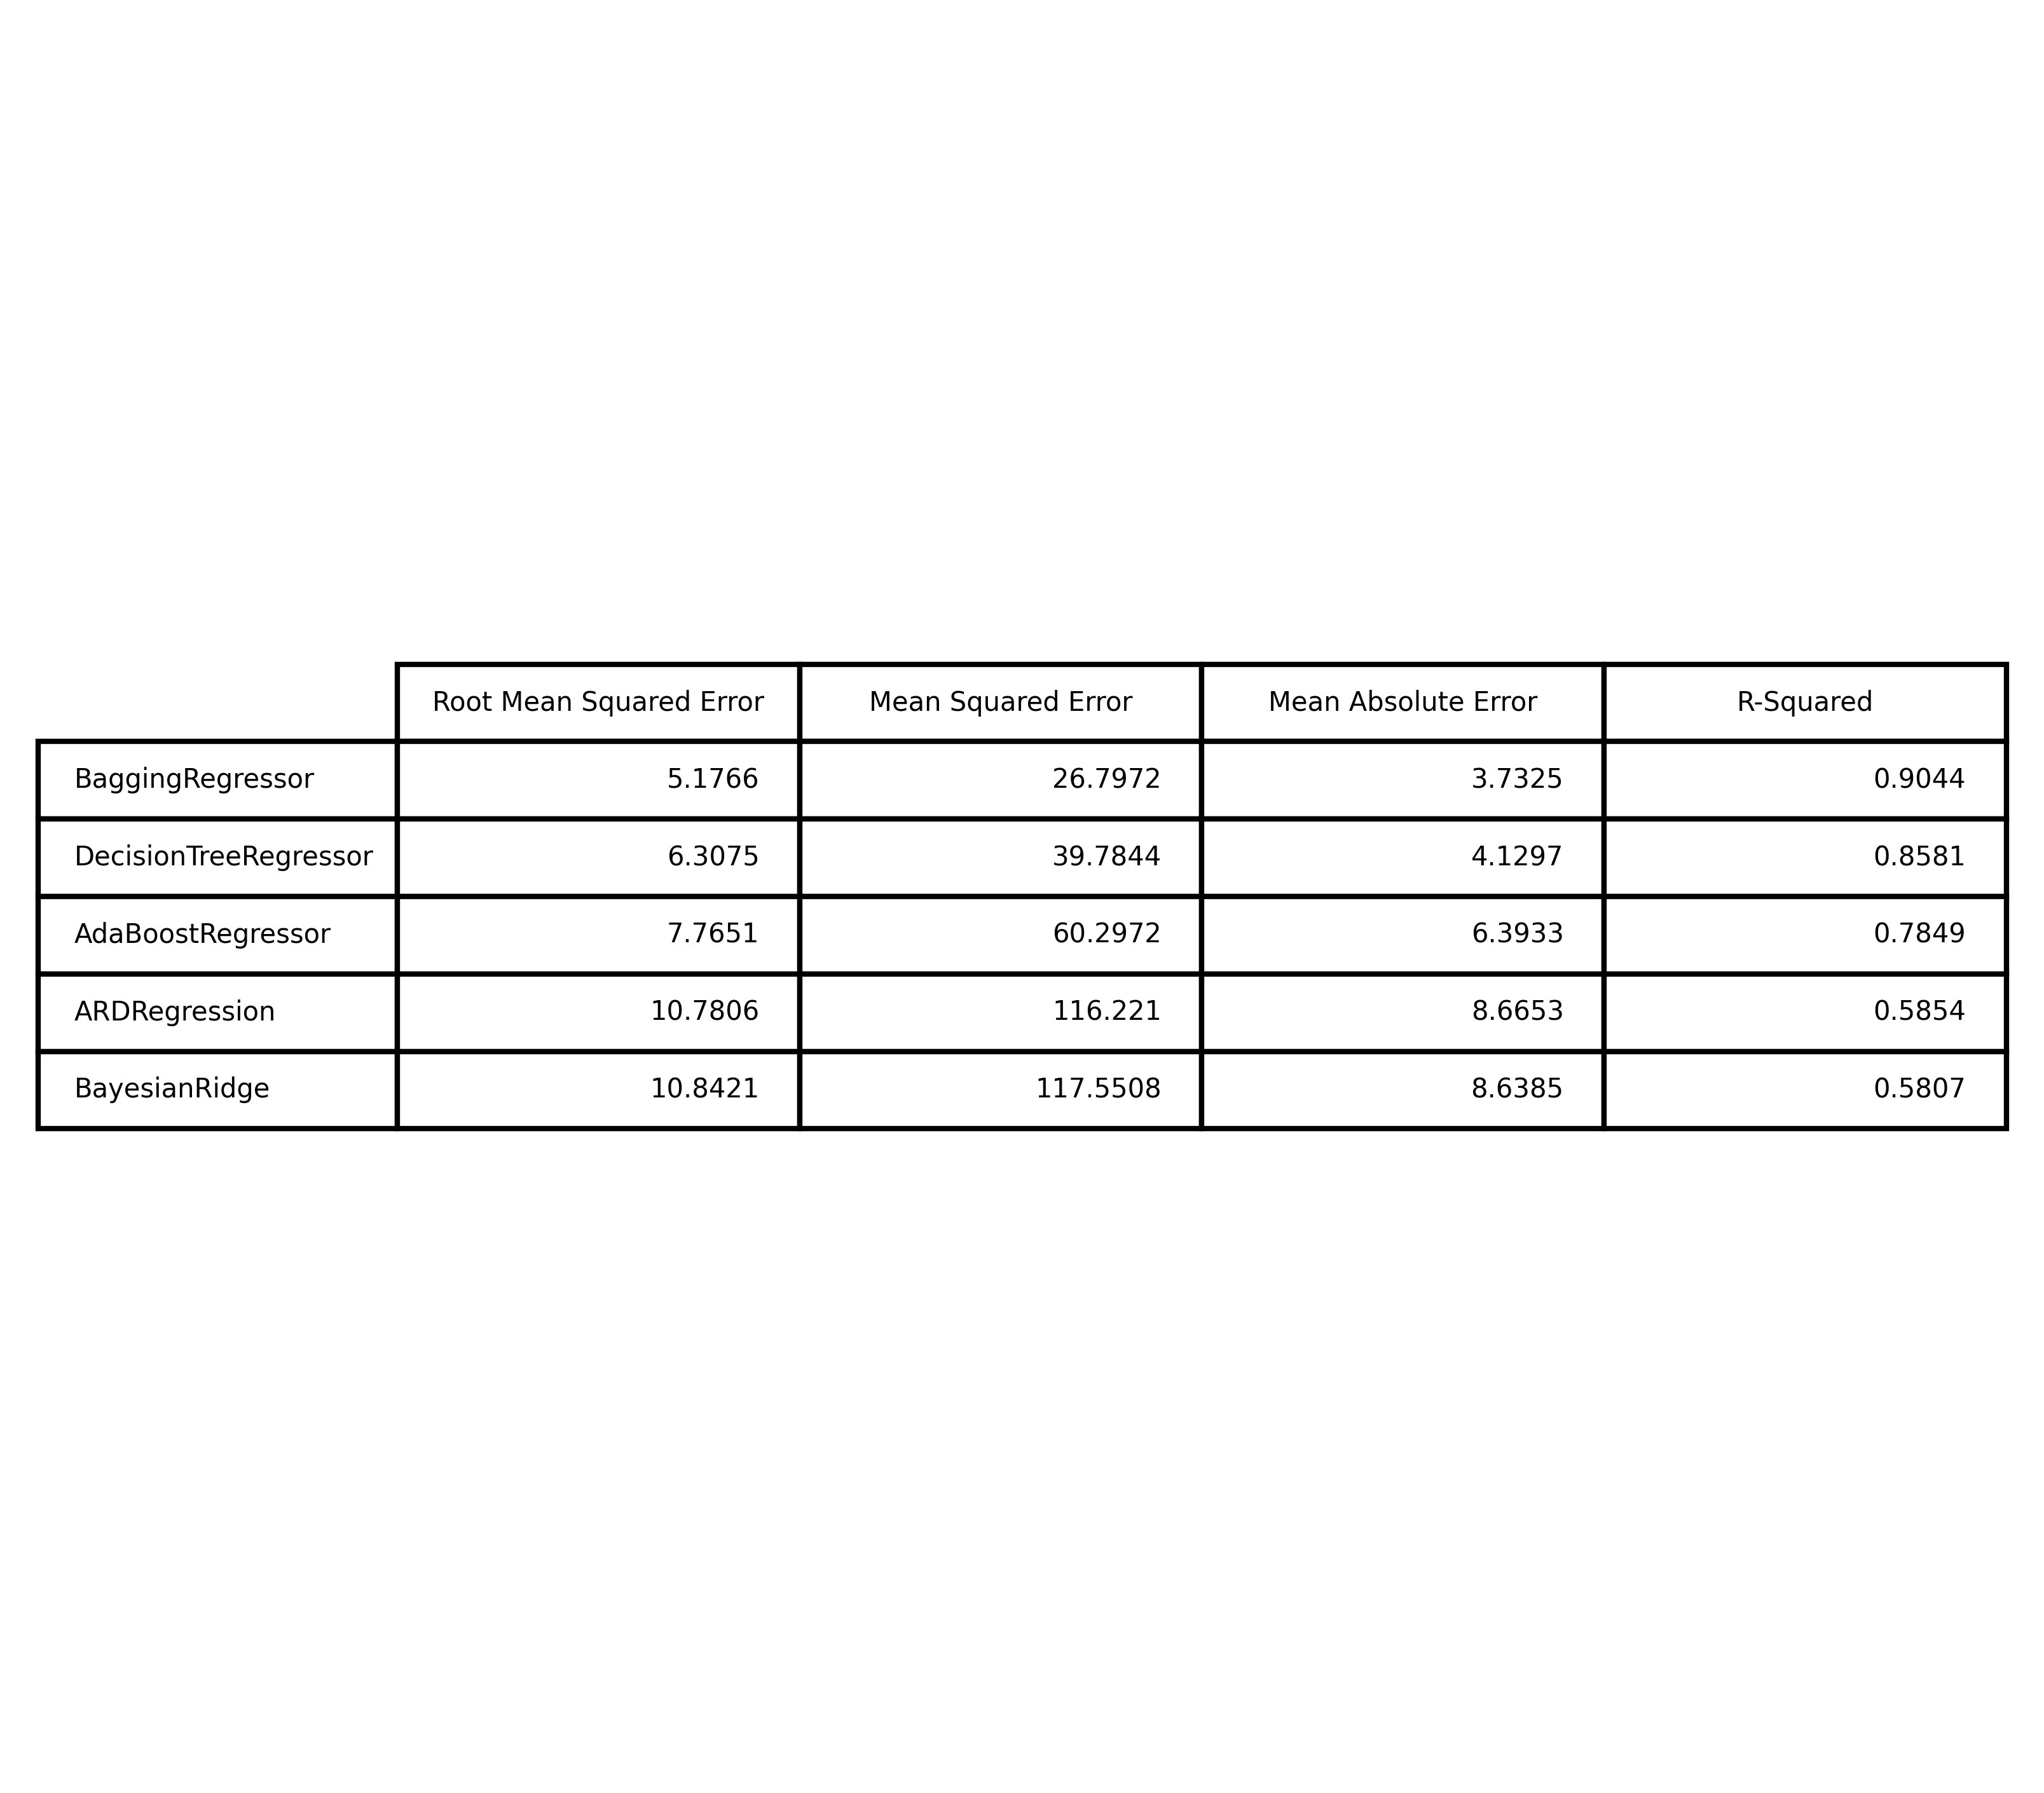 Root Mean Squared Error Mean Squared Error Mean Absolute Error R-Squared
BaggingRegressor 5.1766 26.7972 3.7325 0.9044
DecisionTreeRegressor 6.3075 39.7844 4.1297 0.8581
AdaBoostRegressor 7.7651 60.2972 6.3933 0.7849
ARDRegression 10.7806 116.221 8.6653 0.5854
BayesianRidge 10.8421 117.5508 8.6385 0.5807